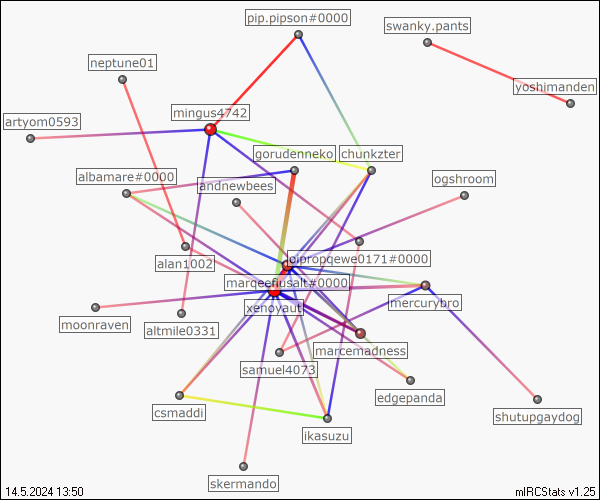 pip.pipson#0000
swanky.pants
neptune01
yoshimanden
mingus4742
artyom0593
gorudenneko
chunkzter
albamare#0000
andnewbees
ogshroom
alan1002
oipropqewe0171#0000
margeefusalt#0000
mercurybro
xenoyaut
moonraven
altmile0331
marcemadness
samuel4073
edgepanda
csmaddi
shutupgaydog
ikasuzu
skermando
14.5.2024 13:50
mIRCStats v1.25